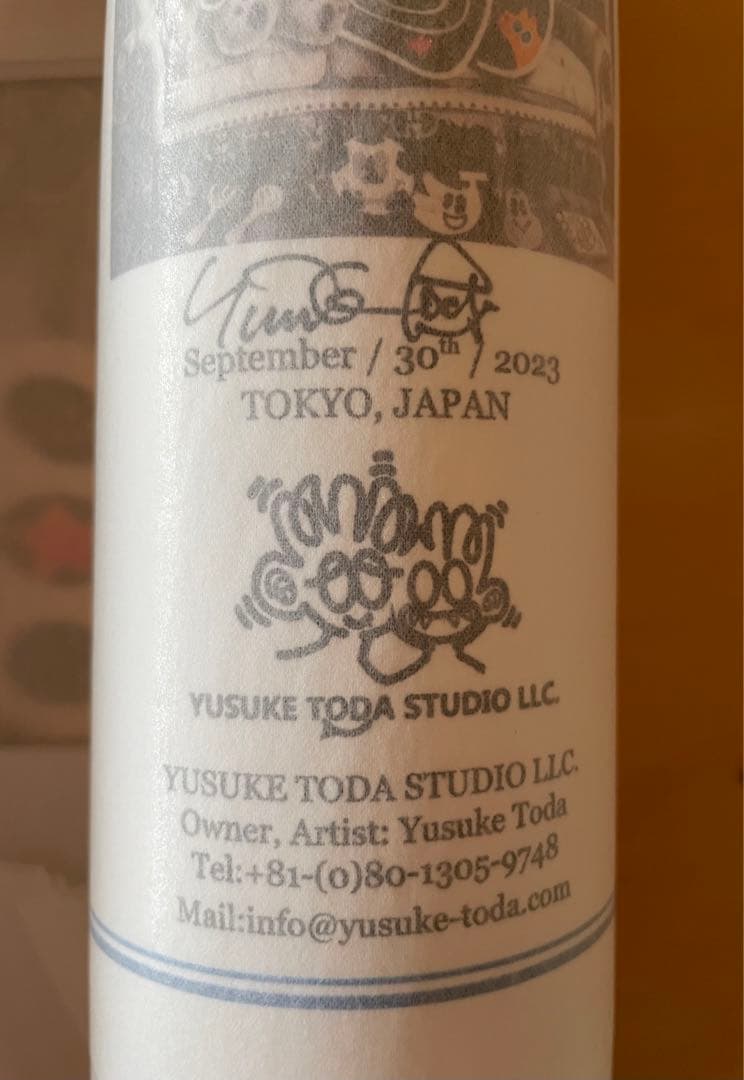 September / 30th / 2023
TOKYO, JAPAN
YUSUKE TODA STUDIO LLC.
YUSUKE TODA STUDIO LLC.
Owner, Artist: Yusuke Toda
Tel:+81-(0)80-1305-9748
Mail:info@yusuke-toda.com